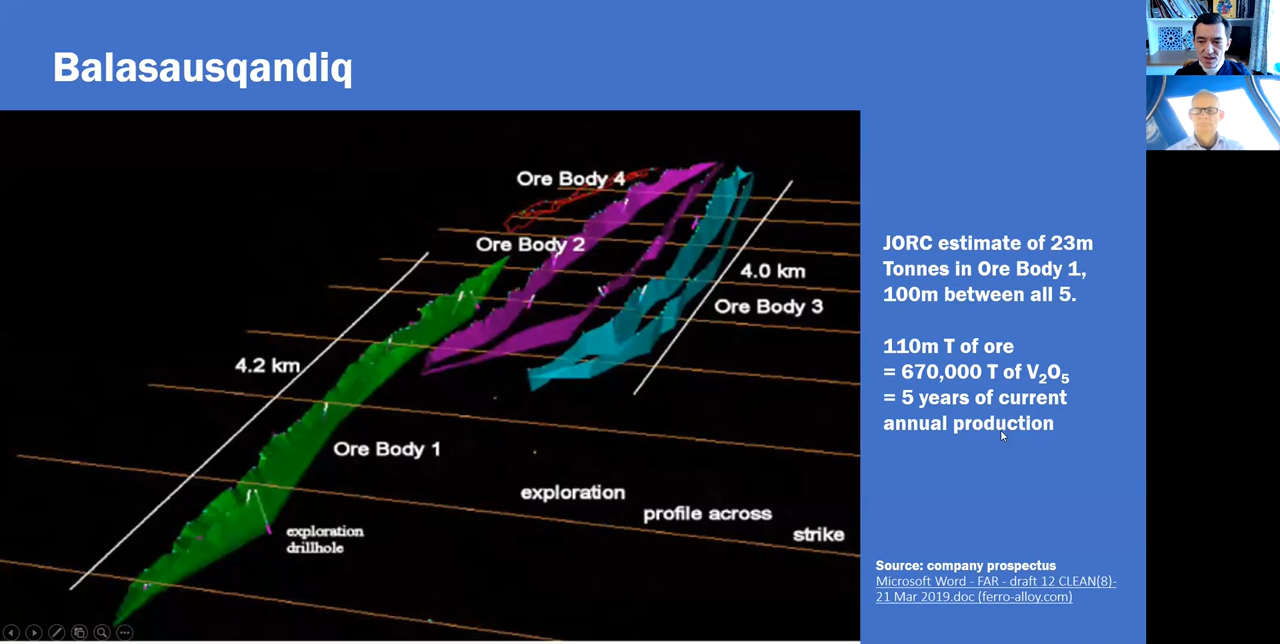 Balasausqandiq
Ore Body 4
Ore Body 2
4.0 km
Ore Body 3
4.2 km
Ore Body 1
exploration
profile across
strike
exploration
drillhole
JORC estimate of 23m
Tonnes in Ore Body 1,
100m between all 5.
110m T of ore
= 670,000 T of V₂O₅
= 5 years of current
annual production
Source: company prospectus
Microsoft Word - FAR - draft 12 CLEAN(8)-
21 Mar 2019.doc (ferro-alloy.com)